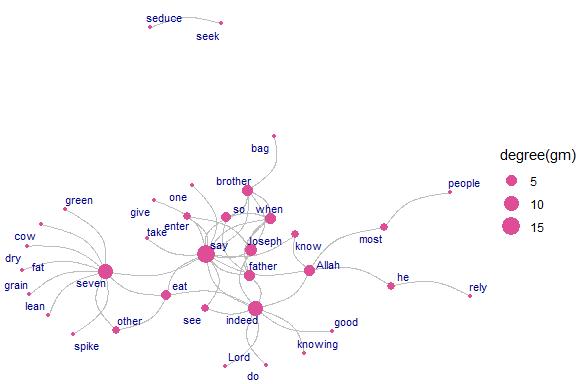 seduce
seek
bag
brother
people
green
one
give
so
when
enter
take
cow
say
Joseph
know
most
dry
fat
father
Allah
grain
seven
eat
he
rely
lean
see
indeed
other
good
spike
knowing
Lord
do
degree(gm)
5
10
15